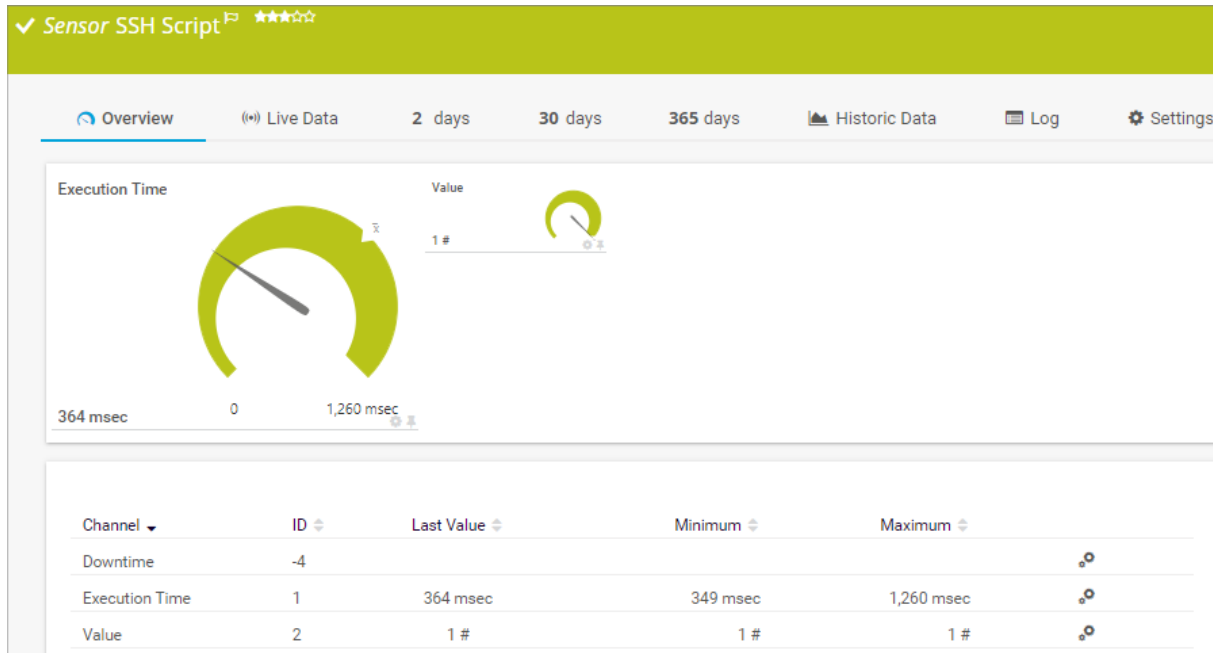 Sensor SSH Script
Overview Live Data 2 days 30 days 365 days Historic Data Log Settings
Execution Time
x̄
364 msec
0 1,260 msec
Value
1 #
Channel ID Last Value Minimum Maximum
Downtime -4
Execution Time 1 364 msec 349 msec 1,260 msec
Value 2 1 # 1 # 1 #